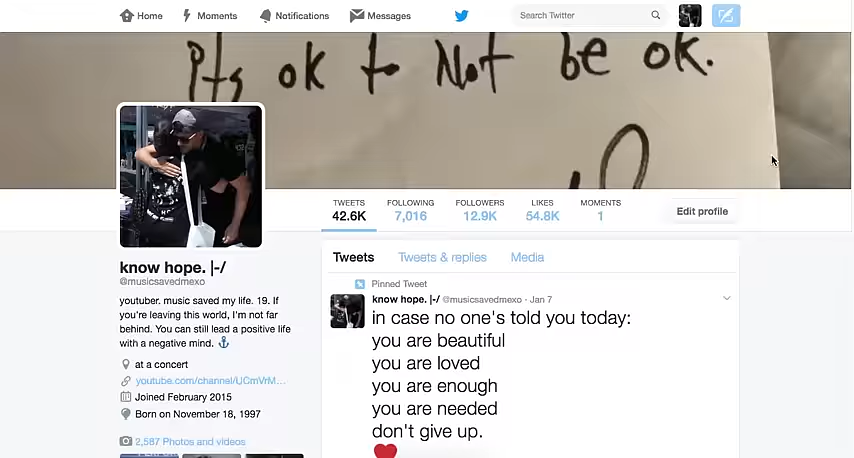 Home
Moments
Notifications
Messages
Search Twitter
It's ok to Not be ok.
TWEETS
42.6K
FOLLOWING
7,016
FOLLOWERS
12.9K
LIKES
54.8K
MOMENTS
1
Edit profile
know hope. |-/
@musicsavedmexo
youtuber. music saved my life. 19. If
you're leaving this world, I'm not far
behind. You can still lead a positive life
with a negative mind. ⚓
at a concert
youtube.com/channel/UCmVrM...
Joined February 2015
Born on November 18, 1997
2,587 Photos and videos
Tweets
Tweets & replies
Media
Pinned Tweet
know hope. |-/ @musicsavedmexo · Jan 7
in case no one's told you today:
you are beautiful
you are loved
you are enough
you are needed
don't give up.
❤️